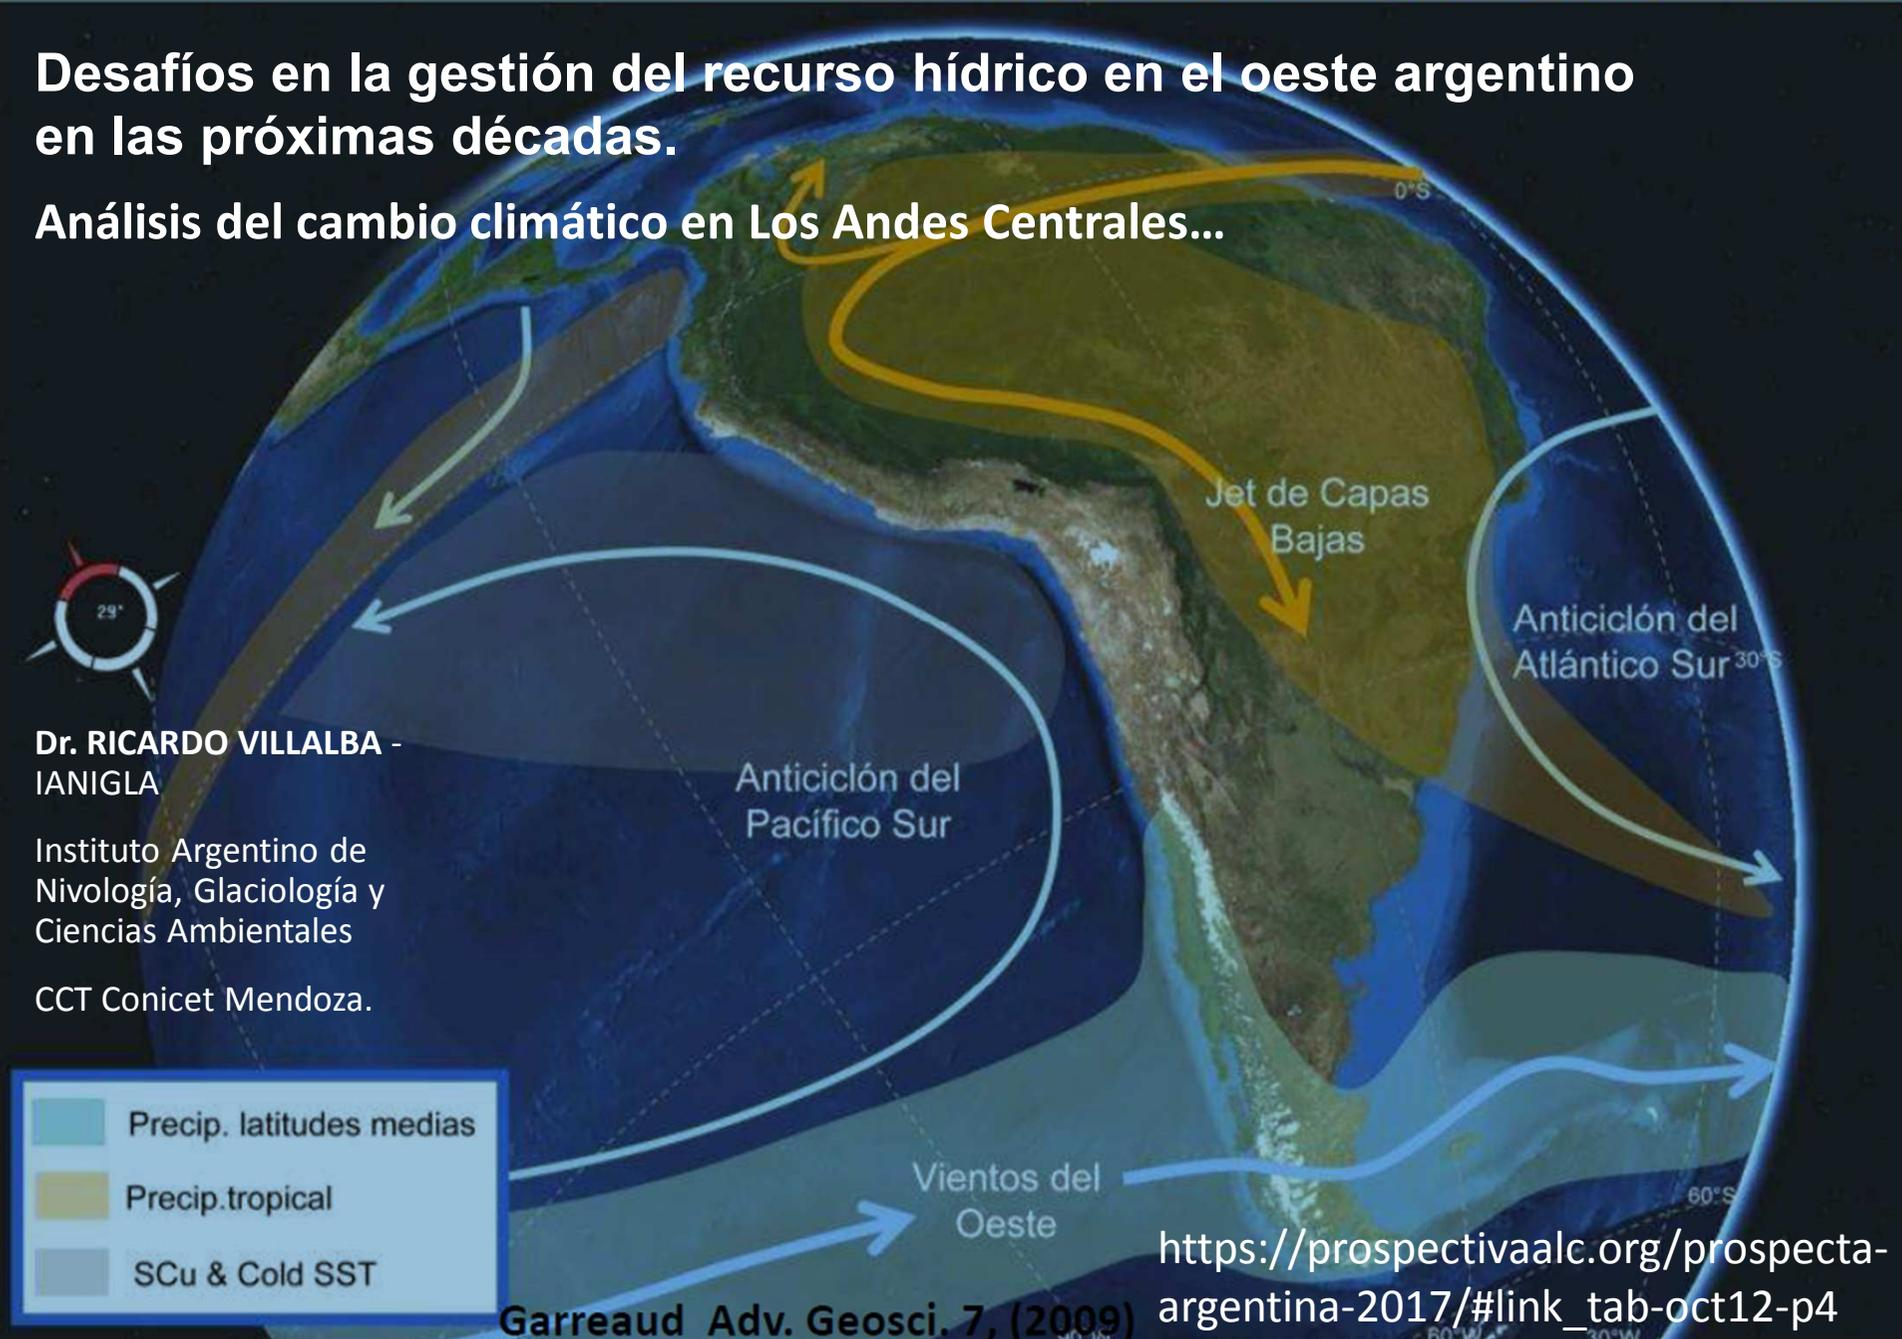 Desafíos en la gestión del recurso hídrico en el oeste argentino
en las próximas décadas.
Análisis del cambio climático en Los Andes Centrales...
0°S
Jet de Capas
Bajas
29°
Anticiclón del
Atlántico Sur 30°S
Dr. RICARDO VILLALBA -
IANIGLA
Anticiclón del
Pacífico Sur
Instituto Argentino de
Nivología, Glaciología y
Ciencias Ambientales
CCT Conicet Mendoza.
Precip. latitudes medias
Precip.tropical
SCu & Cold SST
Vientos del
Oeste
60°S
https://prospectivaalc.org/prospecta-
argentina-2017/#link_tab-oct12-p4
Garreaud Adv. Geosci. 7, (2009)
60°W
30°W